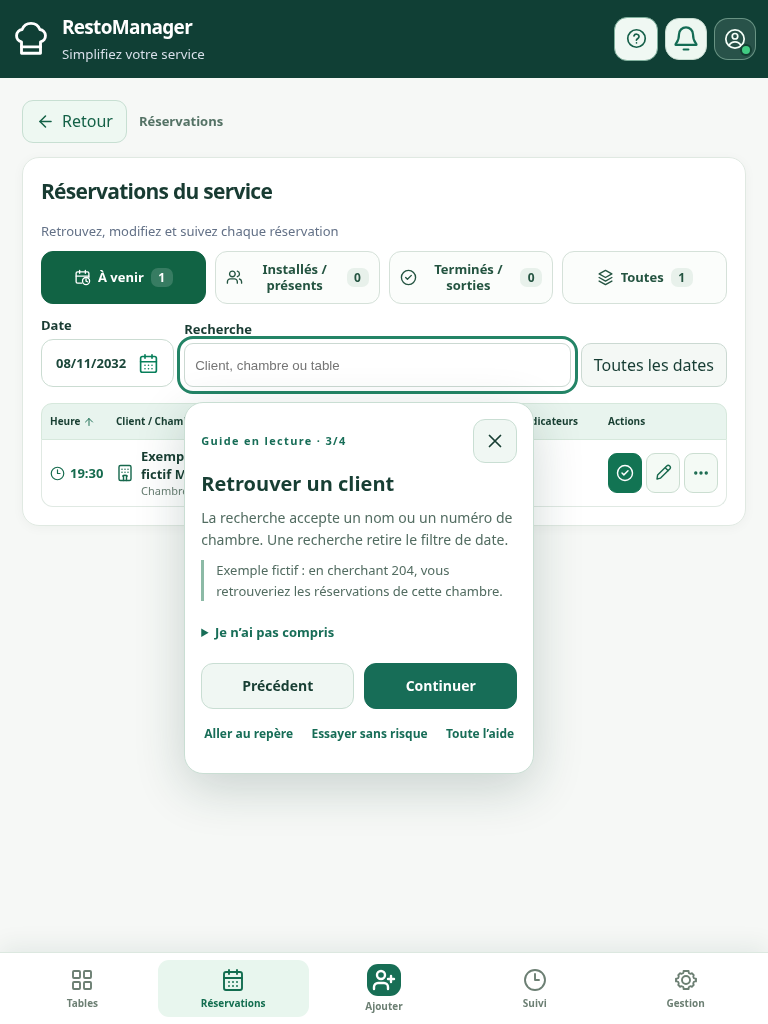 RestoManager
Simplifiez votre service
Retour
Réservations
Réservations du service
Retrouvez, modifiez et suivez chaque réservation
À venir 1
Installés /
présents
0
Terminés /
sorties
0
Toutes 1
Date
08/11/2032
Recherche
Client, chambre ou table
Toutes les dates
Heure
Client / Cham
Actions
19:30
fictif
Guide en lecture · 3/4
Retrouver un client
La recherche accepte un nom ou un numéro de
chambre. Une recherche retire le filtre de date.
Exemple fictif : en cherchant 204, vous
retrouveriez les réservations de cette chambre.
Je n’ai pas compris
Précédent
Continuer
Aller au repère
Essayer sans risque
Toute l’aide
Tables
Réservations
Ajouter
Suivi
Gestion